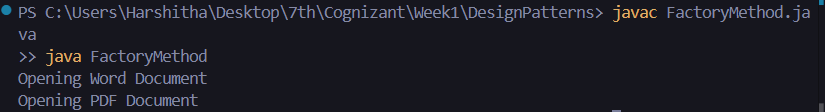 PS C:\Users\Harshitha\Desktop\7th\Cognizant\Week1\DesignPatterns> javac FactoryMethod.ja
va
>> java FactoryMethod
Opening Word Document
Opening PDF Document